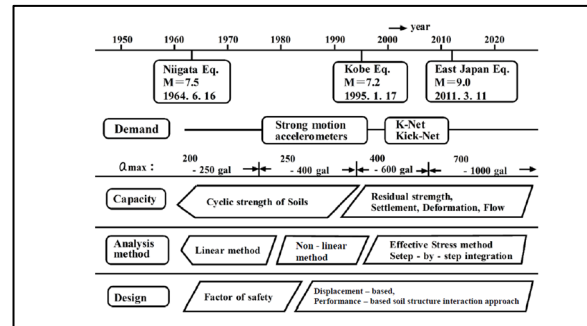 year
1950 1960 1970 1980 1990 2000 2010 2020
Niigata Eq.
M=7.5
1964. 6. 16
Kobe Eq.
M=7.2
1995. 1. 17
East Japan Eq.
M=9.0
2011. 3. 11
Demand
Strong motion
accelerometers
K-Net
Kick-Net
αmax :
200
- 250 gal
250
- 400 gal
400
- 600 gal
700
- 1000 gal
Capacity
Cyclic strength of Soils
Residual stremgth,
Settlement, Deformation, Flow
Analysis
method
Linear method
Non - linear
method
Effective Stress method
Setep - by - step integration
Design
Factor of safety
Displacement – based,
Performance – based soil structure interaction approach